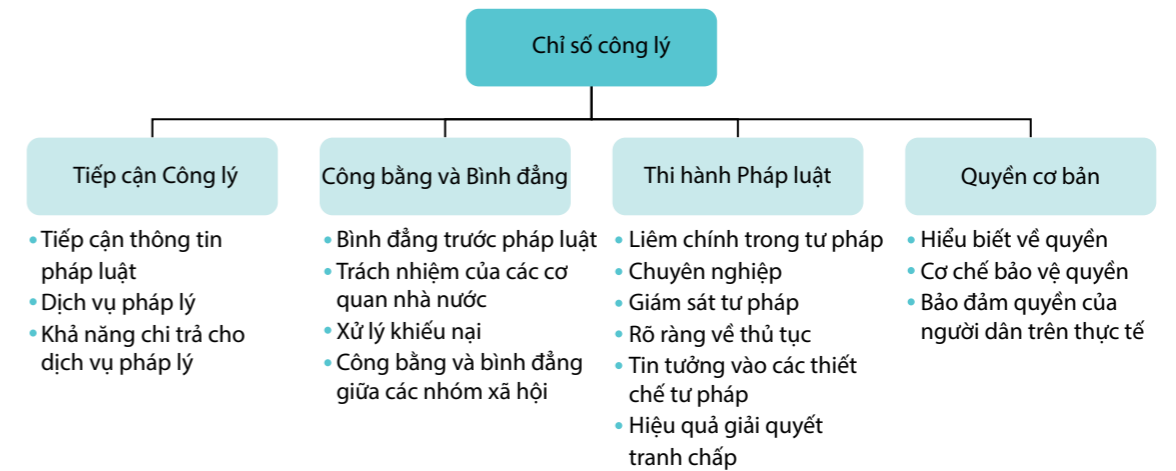 Chỉ số công lý
Tiếp cận Công lý
Tiếp cận thông tin
pháp luật
Dịch vụ pháp lý
Khả năng chi trả cho
dịch vụ pháp lý
Công bằng và Bình đẳng
Bình đẳng trước pháp luật
Trách nhiệm của các cơ
quan nhà nước
Xử lý khiếu nại
Công bằng và bình đẳng
giữa các nhóm xã hội
Thi hành Pháp luật
Liêm chính trong tư pháp
Chuyên nghiệp
Giám sát tư pháp
Rõ ràng về thủ tục
Tin tưởng vào các thiết
chế tư pháp
Hiệu quả giải quyết
tranh chấp
Quyền cơ bản
Hiểu biết về quyền
Cơ chế bảo vệ quyền
Bảo đảm quyền của
người dân trên thực tế